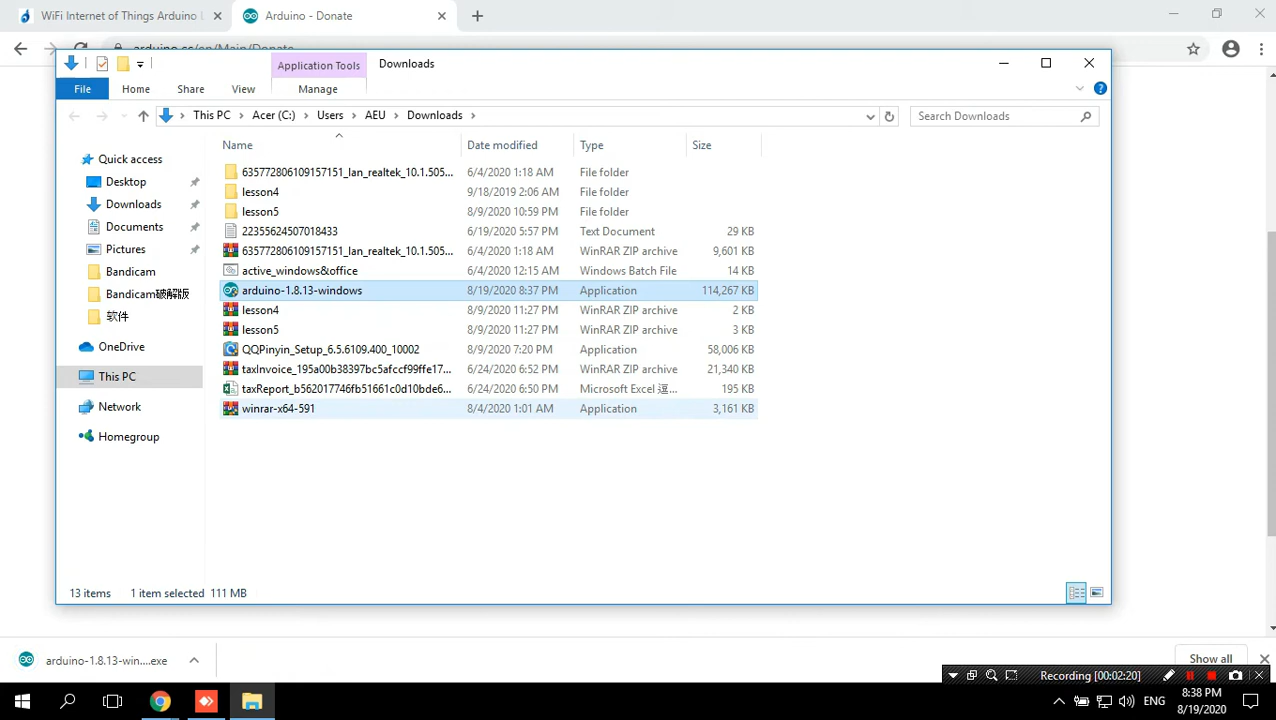 WiFi Internet of Things Arduino
Arduino - Donate
arduino.cc/en/Main/Donate
Application Tools
Downloads
File
Home
Share
View
Manage
This PC > Acer (C:) > Users > AEU > Downloads >
Search Downloads
Name
Date modified
Type
Size
Quick access
Desktop
Downloads
Documents
Pictures
Bandicam
Bandicam破解版
软件
OneDrive
This PC
Network
Homegroup
635772806109157151_lan_realtek_10.1.505... 6/4/2020 1:18 AM File folder
lesson4 9/18/2019 2:06 AM File folder
lesson5 8/9/2020 10:59 PM File folder
22355624507018433 6/19/2020 5:57 PM Text Document 29 KB
635772806109157151_lan_realtek_10.1.505... 6/4/2020 1:18 AM WinRAR ZIP archive 9,601 KB
active_windows&office 6/4/2020 12:15 AM Windows Batch File 14 KB
arduino-1.8.13-windows 8/19/2020 8:37 PM Application 114,267 KB
lesson4 8/9/2020 11:27 PM WinRAR ZIP archive 2 KB
lesson5 8/9/2020 11:27 PM WinRAR ZIP archive 3 KB
QQPinyin_Setup_6.5.6109.400_10002 8/9/2020 7:20 PM Application 58,006 KB
taxInvoice_195a00b38397bc5afccf99ffe17... 6/24/2020 6:52 PM WinRAR ZIP archive 21,340 KB
taxReport_b562017746fb51661c0d10bde6... 6/24/2020 6:50 PM Microsoft Excel 逗... 195 KB
winrar-x64-591 8/4/2020 1:01 AM Application 3,161 KB
13 items 1 item selected 111 MB
arduino-1.8.13-win....exe
Show all
Recording [00:02:20]
ENG
8:38 PM
8/19/2020